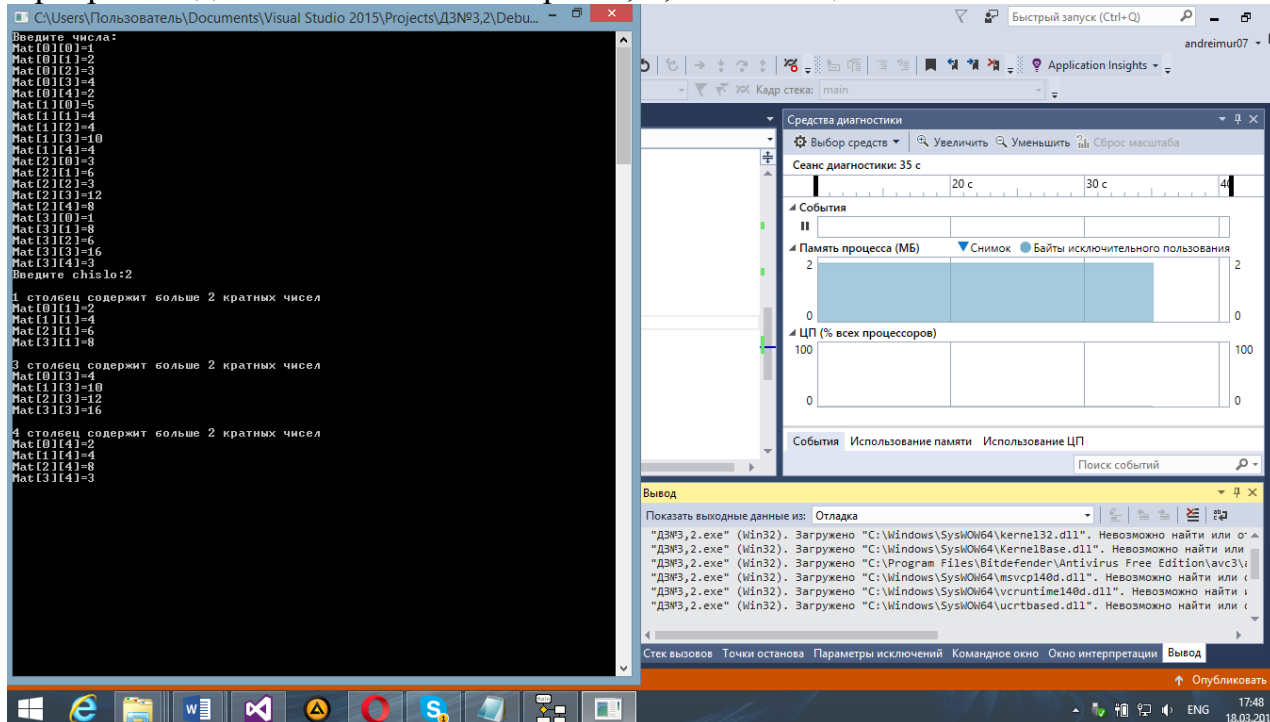 C:\Users\Пользователь\Documents\Visual Studio 2015\Projects\ДЗ№3,2\Debu...
Введите числа:
Mat[0][0]=1
Mat[0][1]=2
Mat[0][2]=3
Mat[0][3]=4
Mat[0][4]=2
Mat[1][0]=5
Mat[1][1]=4
Mat[1][2]=4
Mat[1][3]=10
Mat[1][4]=4
Mat[2][0]=3
Mat[2][1]=6
Mat[2][2]=3
Mat[2][3]=12
Mat[2][4]=8
Mat[3][0]=1
Mat[3][1]=8
Mat[3][2]=6
Mat[3][3]=16
Mat[3][4]=3
Введите chislo:2
1 столбец содержит больше 2 кратных чисел
Mat[0][1]=2
Mat[1][1]=4
Mat[2][1]=6
Mat[3][1]=8
3 столбец содержит больше 2 кратных чисел
Mat[0][3]=4
Mat[1][3]=10
Mat[2][3]=12
Mat[3][3]=16
4 столбец содержит больше 2 кратных чисел
Mat[0][4]=2
Mat[1][4]=4
Mat[2][4]=8
Mat[3][4]=3
Быстрый запуск (Ctrl+Q)
andreimur07
Application Insights
Кадр стека: main
Средства диагностики
Выбор средств Увеличить Уменьшить Сброс масштаба
Сеанс диагностики: 35 с
20 с 30 с 40
События
Память процесса (МБ) Снимок Байты исключительного пользования
2 2
0 0
ЦП (% всех процессоров)
100 100
0 0
События Использование памяти Использование ЦП
Поиск событий
Вывод
Показать выходные данные из: Отладка
"ДЗ№3,2.exe" (Win32). Загружено "C:\Windows\SysWOW64\kernel32.dll". Невозможно найти или
"ДЗ№3,2.exe" (Win32). Загружено "C:\Windows\SysWOW64\KernelBase.dll". Невозможно найти или
"ДЗ№3,2.exe" (Win32). Загружено "C:\Program Files\Bitdefender\Antivirus Free Edition\avc3\
"ДЗ№3,2.exe" (Win32). Загружено "C:\Windows\SysWOW64\msvcp140d.dll". Невозможно найти или
"ДЗ№3,2.exe" (Win32). Загружено "C:\Windows\SysWOW64\vcruntime140d.dll". Невозможно найти
"ДЗ№3,2.exe" (Win32). Загружено "C:\Windows\SysWOW64\ucrtbased.dll". Невозможно найти или
Стек вызовов Точки останова Параметры исключений Командное окно Окно интерпретации Вывод
Опубликовать
ENG 17:48
18.03.201